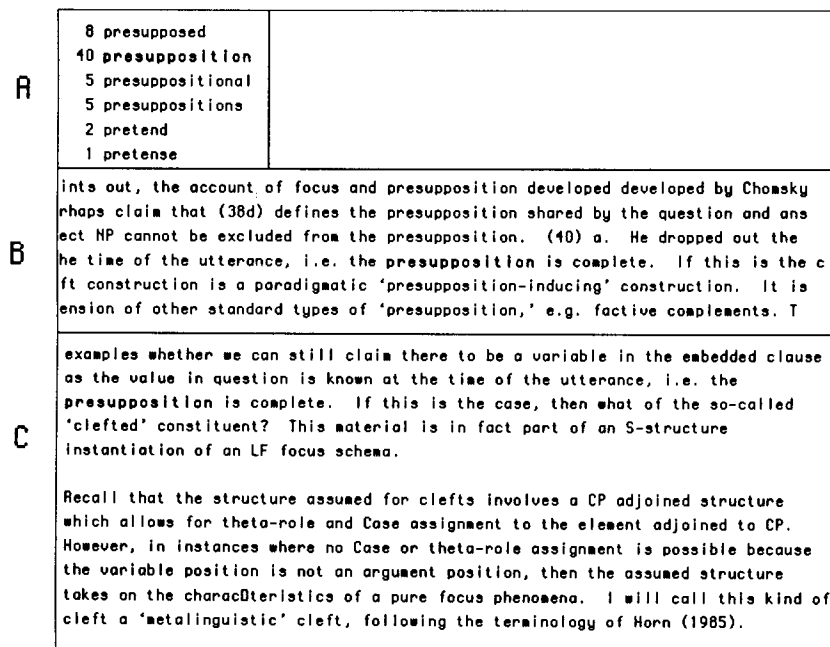 A
8 presupposed
40 presupposition
5 presuppositional
5 presuppositions
2 pretend
1 pretense
B
ints out, the account of focus and presupposition developed developed by Chomsky
rhaps claim that (38d) defines the presupposition shared by the question and ans
ect NP cannot be excluded from the presupposition. (40) a. He dropped out the
he time of the utterance, i.e. the presupposition is complete. If this is the c
ft construction is a paradigmatic ‘presupposition-inducing’ construction. It is
ension of other standard types of ‘presupposition,’ e.g. factive complements. T
C
examples whether we can still claim there to be a variable in the embedded clause
as the value in question is known at the time of the utterance, i.e. the
presupposition is complete. If this is the case, then what of the so-called
‘clefted’ constituent? This material is in fact part of an S-structure
instantiation of an LF focus schema.
Recall that the structure assumed for clefts involves a CP adjoined structure
which allows for theta-role and Case assignment to the element adjoined to CP.
However, in instances where no Case or theta-role assignment is possible because
the variable position is not an argument position, then the assumed structure
takes on the charac▯teristics of a pure focus phenomena. I will call this kind of
cleft a ‘metalinguistic’ cleft, following the terminology of Horn (1985).